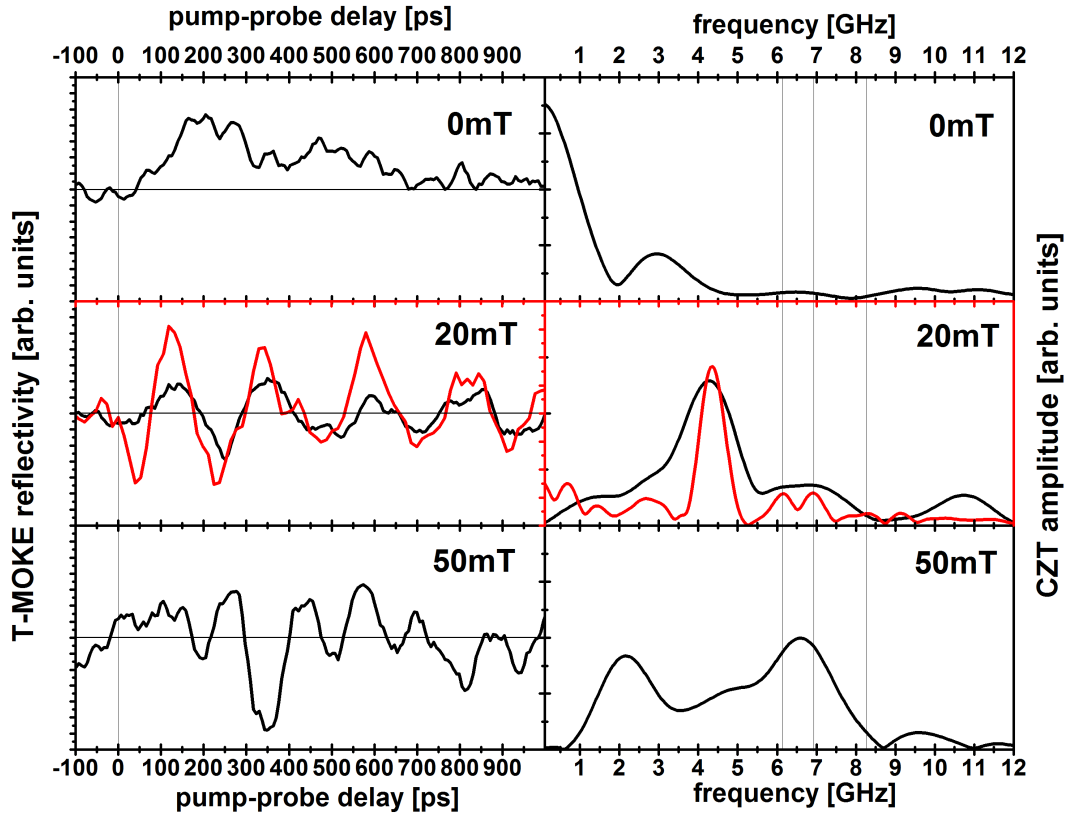 pump-probe delay [ps]
frequency [GHz]
-100 0 100 200 300 400 500 600 700 800 900
1 2 3 4 5 6 7 8 9 10 11 12
0mT
0mT
20mT
20mT
50mT
50mT
T-MOKE reflectivity [arb. units]
CZT amplitude [arb. units]
-100 0 100 200 300 400 500 600 700 800 900
1 2 3 4 5 6 7 8 9 10 11 12
pump-probe delay [ps]
frequency [GHz]